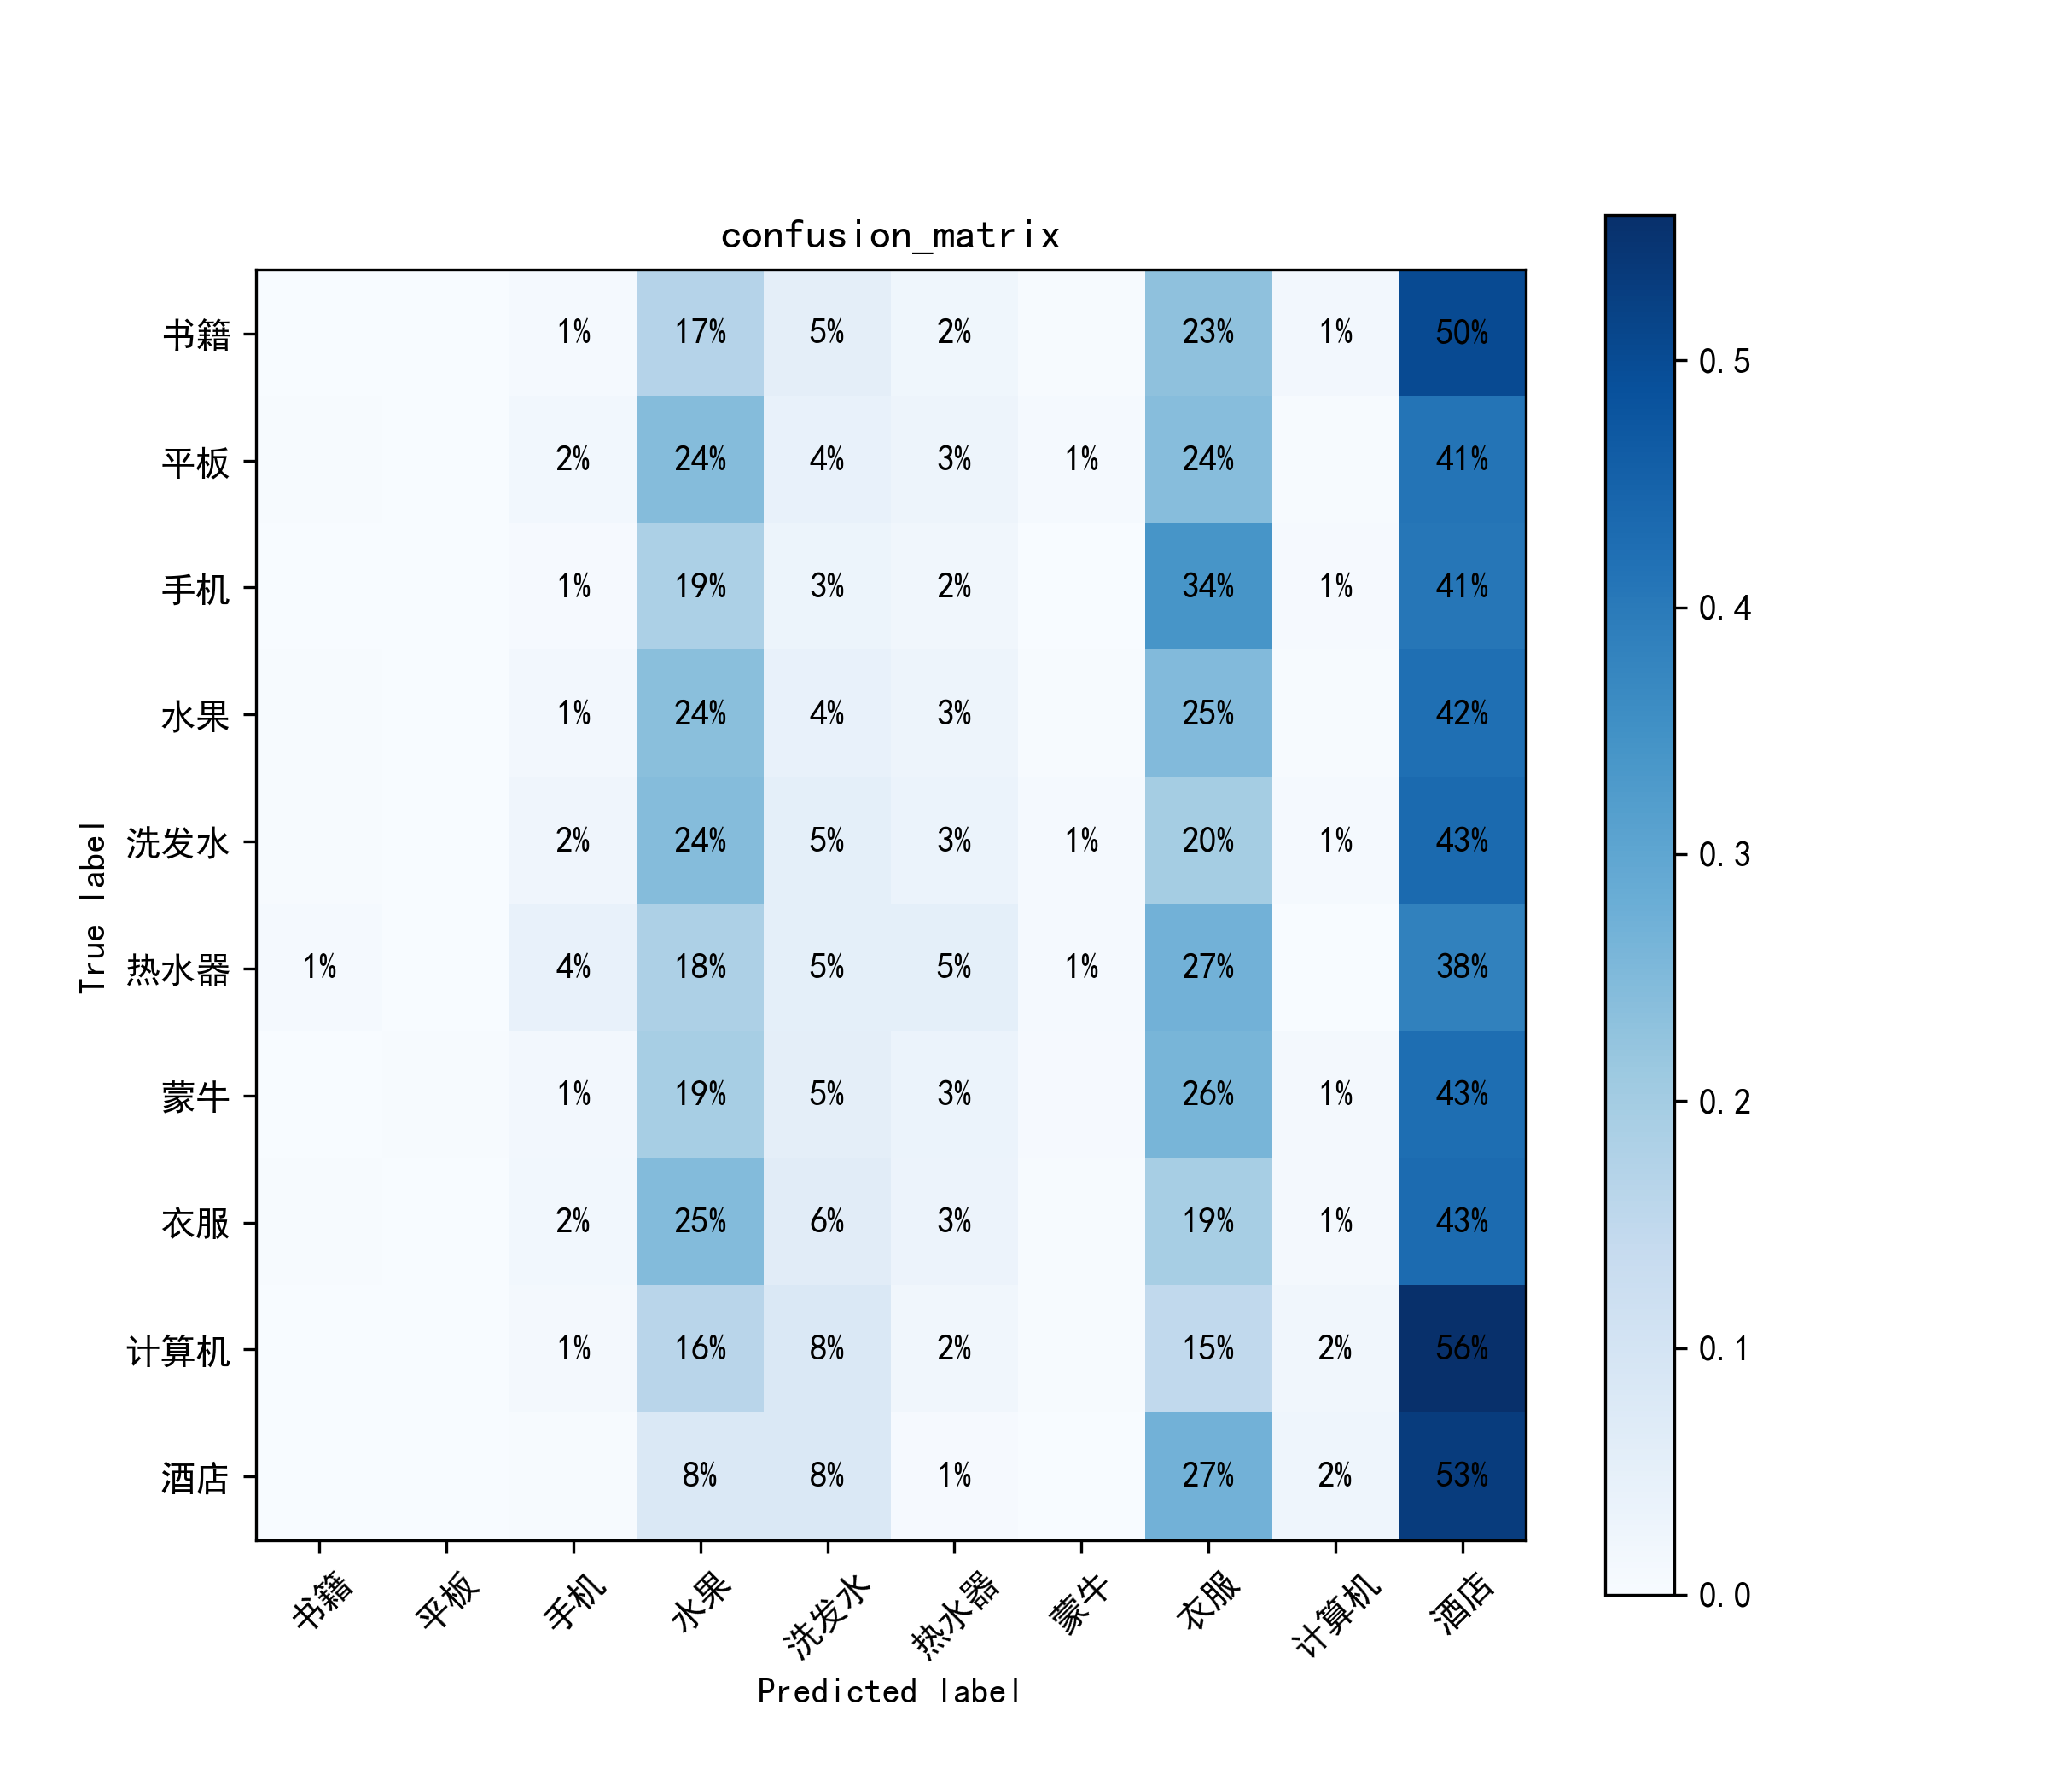 confusion_matrix
书籍 1% 17% 5% 2% 23% 1% 50%
平板 2% 24% 4% 3% 1% 24% 41%
手机 1% 19% 3% 2% 34% 1% 41%
水果 1% 24% 4% 3% 25% 42%
洗发水 2% 24% 5% 3% 1% 20% 1% 43%
热水器 1% 4% 18% 5% 5% 1% 27% 38%
蒙牛 1% 19% 5% 3% 26% 1% 43%
衣服 2% 25% 6% 3% 19% 1% 43%
计算机 1% 16% 8% 2% 15% 2% 56%
酒店 8% 8% 1% 27% 2% 53%
True label
书籍 平板 手机 水果 洗发水 热水器 蒙牛 衣服 计算机 酒店
Predicted label
0.5
0.4
0.3
0.2
0.1
0.0